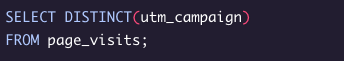 SELECT DISTINCT(utm_campaign)
FROM page_visits;